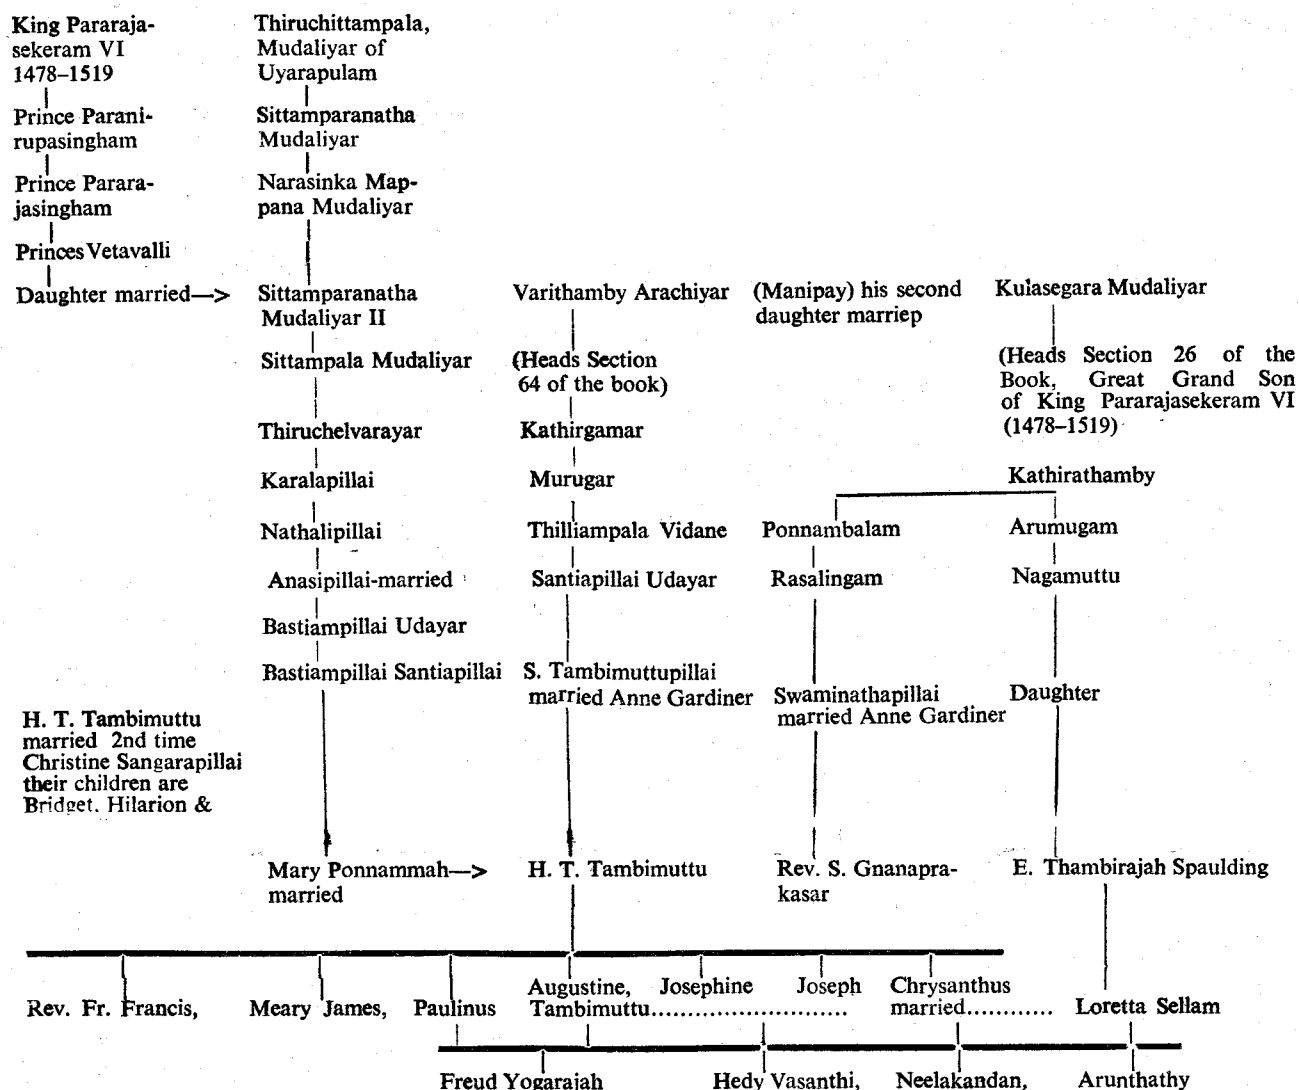 King Pararaja-
sekeram VI
1478–1519
Thiruchittampala,
Mudaliyar of
Uyarapulam
Prince Parani-
rupasingham
Sittamparanatha
Mudaliyar
Prince Parara-
jasingham
Narasinka Map-
pana Mudaliyar
Princes Vetavalli
Daughter married—>
Sittamparanatha
Mudaliyar II
Varithamby Arachiyar
(Manipay) his second
daughter marriep
Kulasegara Mudaliyar
Sittampala Mudaliyar
(Heads Section
64 of the book)
(Heads Section 26 of the
Book, Great Grand Son
of King Pararajasekeram VI
(1478–1519)
Thiruchelvarayar
Kathirgamar
Karalapillai
Murugar
Kathirathamby
Nathalipillai
Thilliampala Vidane
Ponnambalam
Arumugam
Anasipillai-married
Santiapillai Udayar
Rasalingam
Nagamuttu
Bastiampillai Udayar
Bastiampillai Santiapillai
S. Tambimuttupillai
married Anne Gardiner
Swaminathapillai
married Anne Gardiner
Daughter
H. T. Tambimuttu
married 2nd time
Christine Sangarapillai
their children are
Bridget. Hilarion &
Mary Ponnammah—>
married
H. T. Tambimuttu
Rev. S. Gnanapra-
kasar
E. Thambirajah Spaulding
Rev. Fr. Francis,
Meary James,
Paulinus
Augustine,
Tambimuttu...........................
Josephine
Joseph
Chrysanthus
married............
Loretta Sellam
Freud Yogarajah
Hedy Vasanthi,
Neelakandan,
Arunthathy